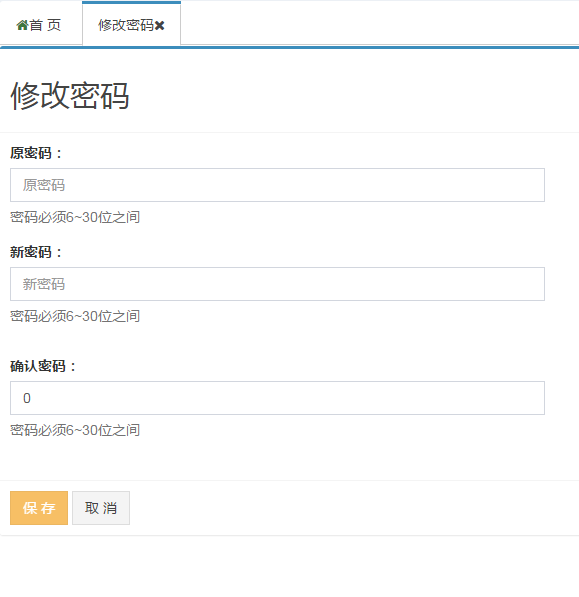 首 页
修改密码
修改密码
原密码：
原密码
密码必须6~30位之间
新密码：
新密码
密码必须6~30位之间
确认密码：
0
密码必须6~30位之间
保 存 取 消